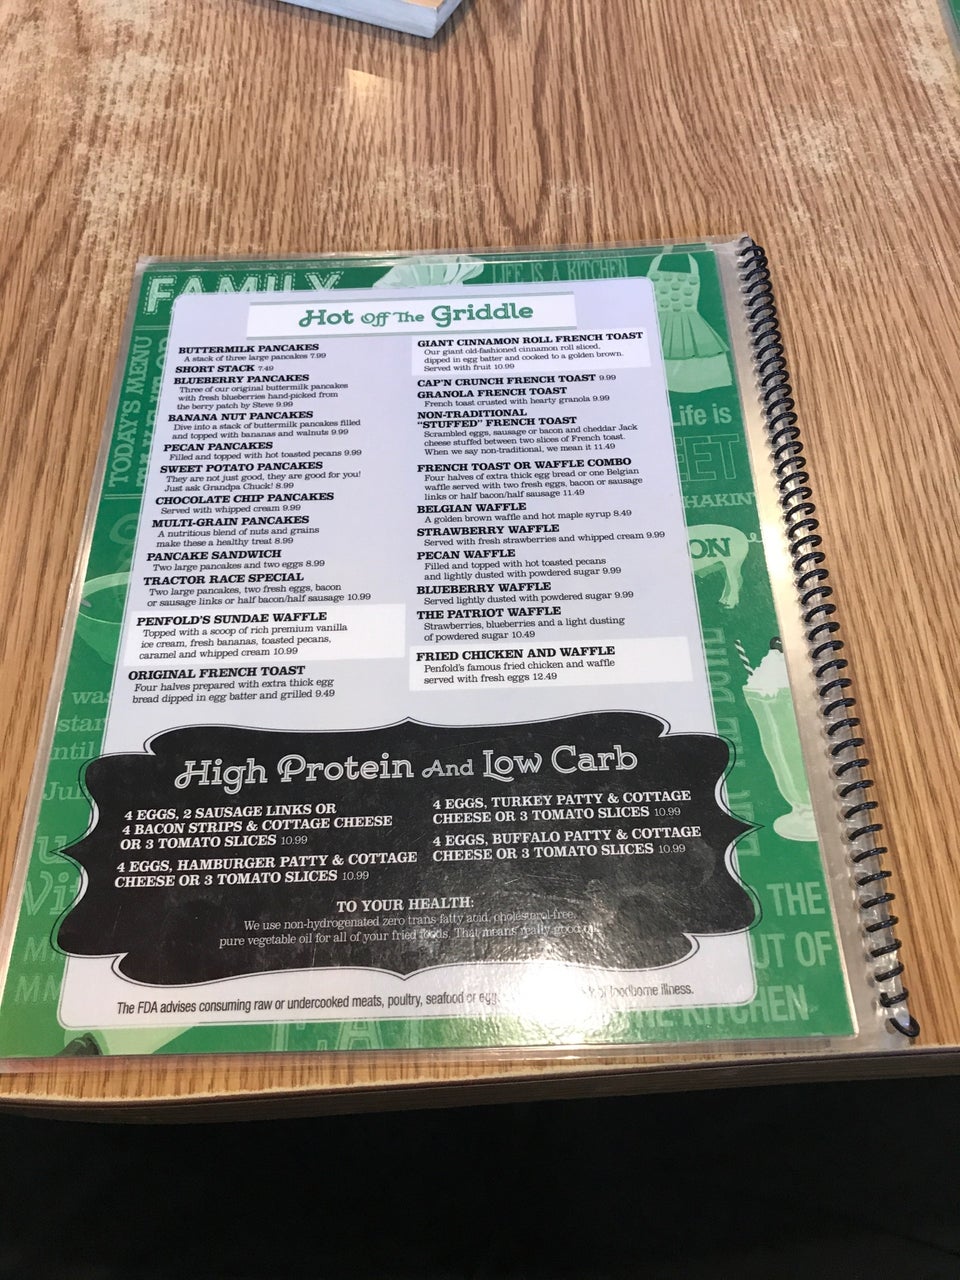 FAMILY
LIFE IS A KITCHEN
TODAY'S MENU
Hot Off The Griddle
BUTTERMILK PANCAKES
A stack of three large pancakes 7.99
SHORT STACK 7.49
BLUEBERRY PANCAKES
Three of our original buttermilk pancakes
with fresh blueberries hand-picked from
the berry patch by Steve 9.99
BANANA NUT PANCAKES
Dive into a stack of buttermilk pancakes filled
and topped with bananas and walnuts 9.99
PECAN PANCAKES
Filled and topped with hot toasted pecans 9.99
SWEET POTATO PANCAKES
They are not just good, they are good for you!
Just ask Grandpa Chuck! 8.99
CHOCOLATE CHIP PANCAKES
Served with whipped cream 9.99
MULTI-GRAIN PANCAKES
A nutritious blend of nuts and grains
make these a healthy treat 8.99
PANCAKE SANDWICH
Two large pancakes and two eggs 8.99
TRACTOR RACE SPECIAL
Two large pancakes, two fresh eggs, bacon
or sausage links or half bacon/half sausage 10.99
PENFOLD'S SUNDAE WAFFLE
Topped with a scoop of rich premium vanilla
ice cream, fresh bananas, toasted pecans,
caramel and whipped cream 10.99
ORIGINAL FRENCH TOAST
Four halves prepared with extra thick egg
bread dipped in egg batter and grilled 9.49
GIANT CINNAMON ROLL FRENCH TOAST
Our giant old-fashioned cinnamon roll sliced,
dipped in egg batter and cooked to a golden brown.
Served with fruit 10.99
CAP'N CRUNCH FRENCH TOAST 9.99
GRANOLA FRENCH TOAST
French toast crusted with hearty granola 9.99
NON-TRADITIONAL
"STUFFED" FRENCH TOAST
Scrambled eggs, sausage or bacon and cheddar Jack
cheese stuffed between two slices of French toast.
When we say non-traditional, we mean it 11.49
FRENCH TOAST OR WAFFLE COMBO
Four halves of extra thick egg bread or one Belgian
waffle served with two fresh eggs, bacon or sausage
links or half bacon/half sausage 11.49
BELGIAN WAFFLE
A golden brown waffle and hot maple syrup 8.49
STRAWBERRY WAFFLE
Served with fresh strawberries and whipped cream 9.99
PECAN WAFFLE
Filled and topped with hot toasted pecans
and lightly dusted with powdered sugar 9.99
BLUEBERRY WAFFLE
Served lightly dusted with powdered sugar 9.99
THE PATRIOT WAFFLE
Strawberries, blueberries and a light dusting
of powdered sugar 10.49
FRIED CHICKEN AND WAFFLE
Penfold's famous fried chicken and waffle
served with fresh eggs 12.49
Life is
EET
HAKIN'
ON
was
star
ntil
Jul
High Protein And Low Carb
4 EGGS, 2 SAUSAGE LINKS OR
4 BACON STRIPS & COTTAGE CHEESE
OR 3 TOMATO SLICES 10.99
4 EGGS, HAMBURGER PATTY & COTTAGE
CHEESE OR 3 TOMATO SLICES 10.99
4 EGGS, TURKEY PATTY & COTTAGE
CHEESE OR 3 TOMATO SLICES 10.99
4 EGGS, BUFFALO PATTY & COTTAGE
CHEESE OR 3 TOMATO SLICES 10.99
TO YOUR HEALTH:
We use non-hydrogenated zero trans fatty acid, cholesterol-free,
pure vegetable oil for all of your fried foods. That means really good oil.
THE
UT OF
THE KITCHEN
The FDA advises consuming raw or undercooked meats, poultry, seafood or foodborne illness.